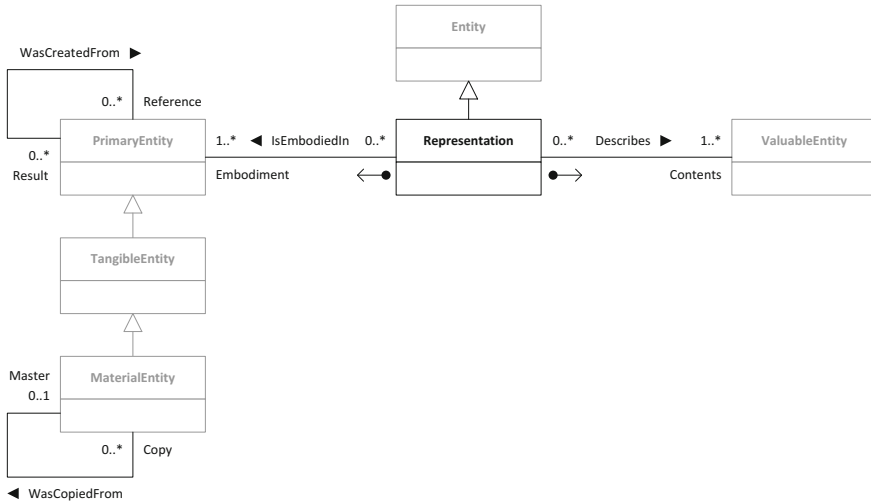 Entity
WasCreatedFrom ►
0..* Reference
PrimaryEntity 1..* ◄ IsEmbodiedIn 0..* Representation 0..* Describes ► 1..* ValuableEntity
0..*
Result Embodiment Contents
TangibleEntity
Master MaterialEntity
0..1
0..* Copy
◄ WasCopiedFrom